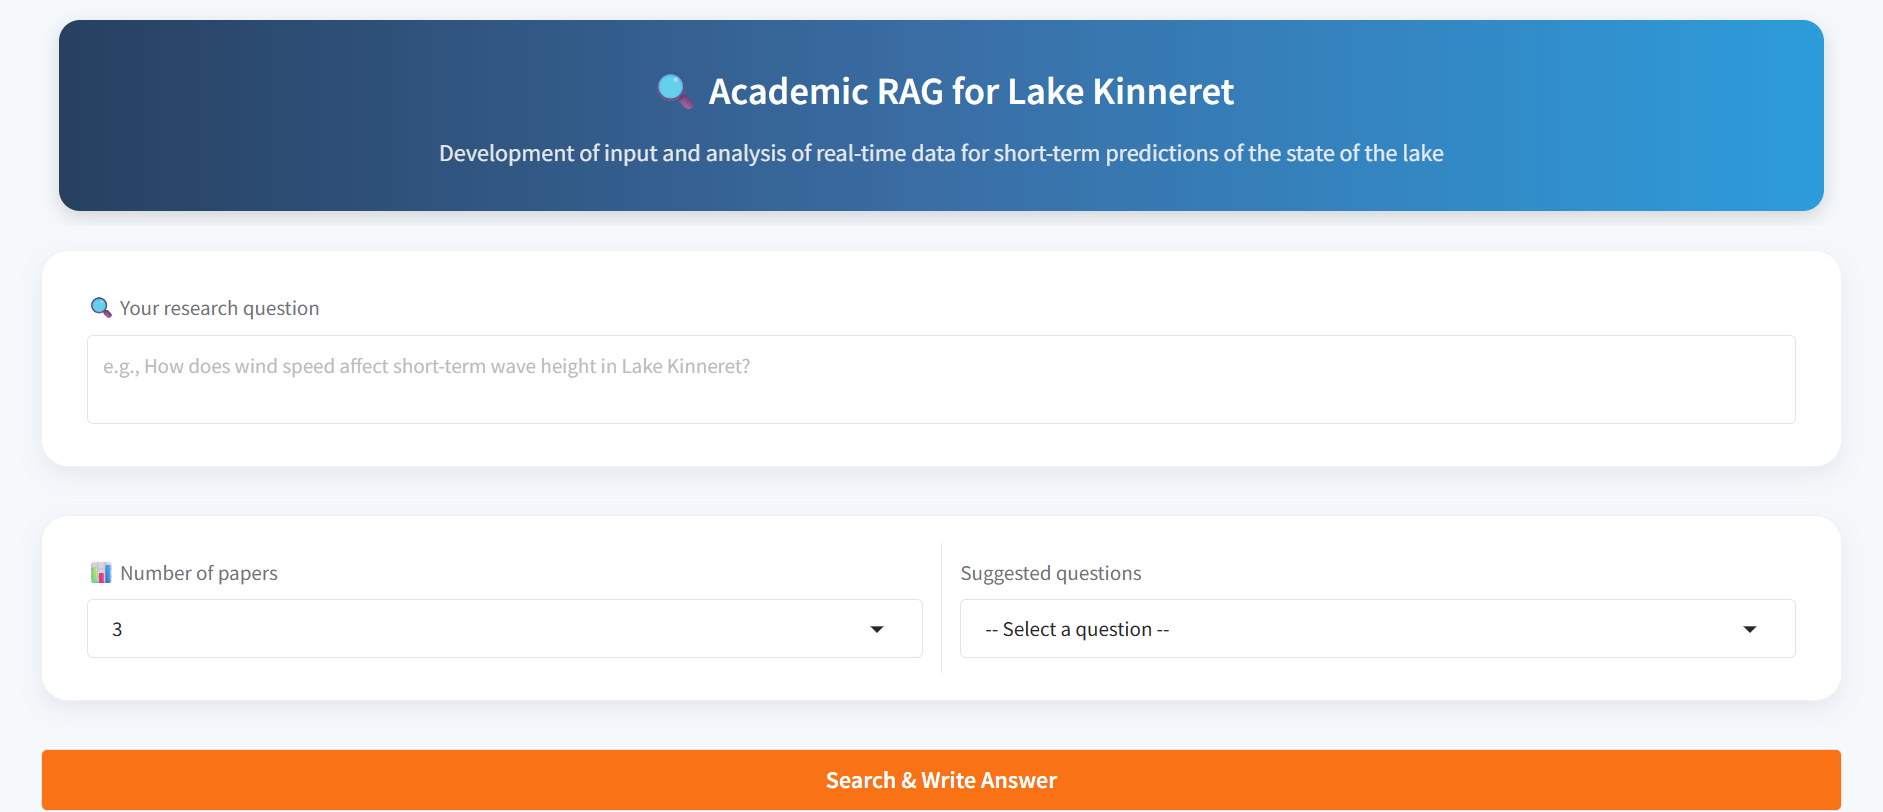 Academic RAG for Lake Kinneret
Development of input and analysis of real-time data for short-term predictions of the state of the lake
Your research question
e.g., How does wind speed affect short-term wave height in Lake Kinneret?
Number of papers
3
Suggested questions
-- Select a question --
Search & Write Answer